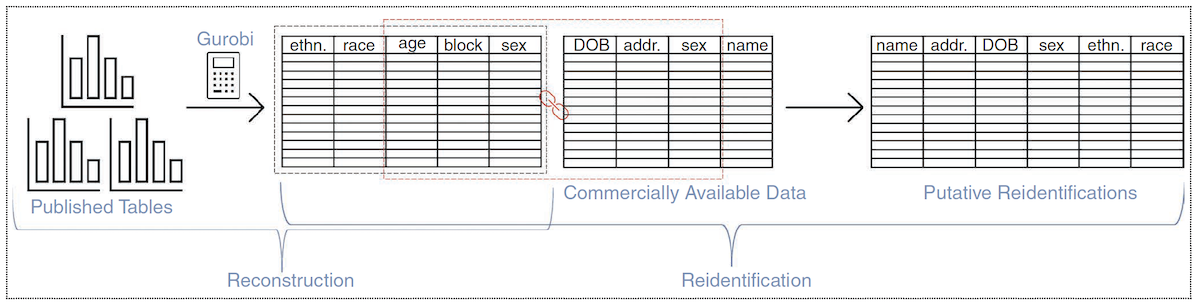 Gurobi
ethn. race age block sex
DOB addr. sex name
name addr. DOB sex ethn. race
Published Tables
Commercially Available Data
Putative Reidentifications
Reconstruction
Reidentification